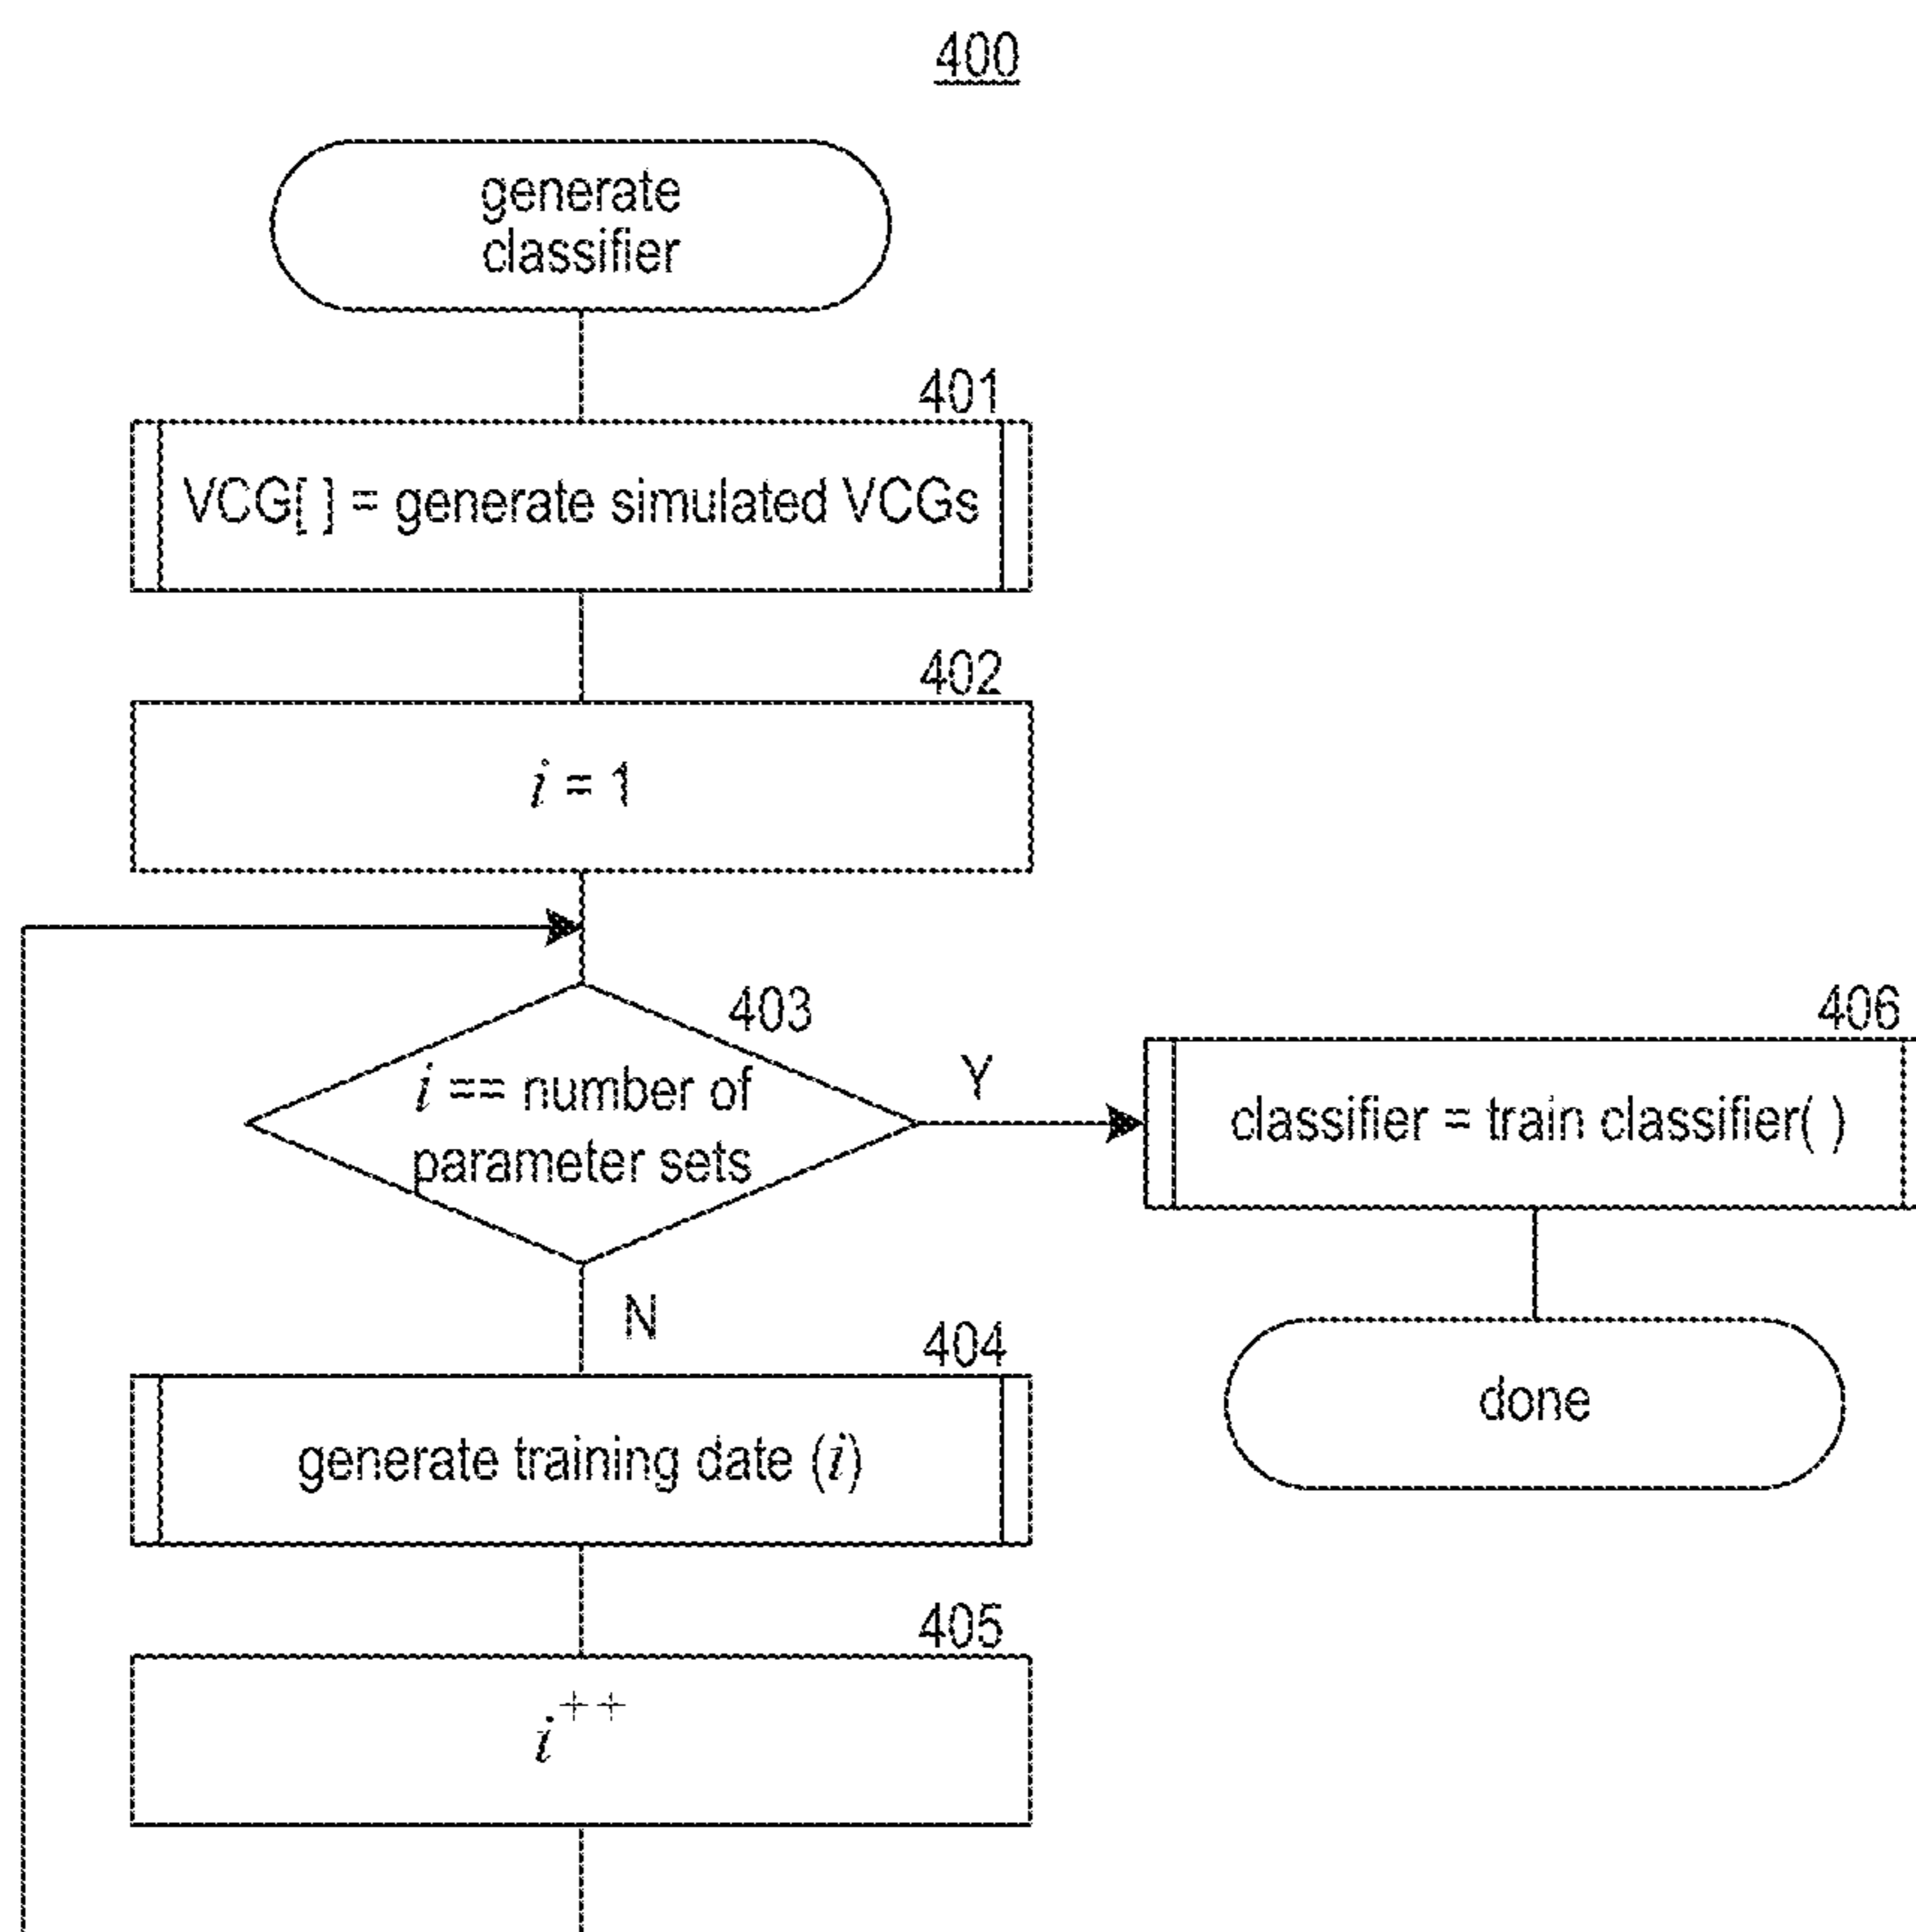 400
generate
classifier
401
VCG[ ] = generate simulated VCGs
402
i = 1
403
i == number of
parameter sets
Y
406
classifier = train classifier( )
N
done
404
generate training date (i)
405
i++